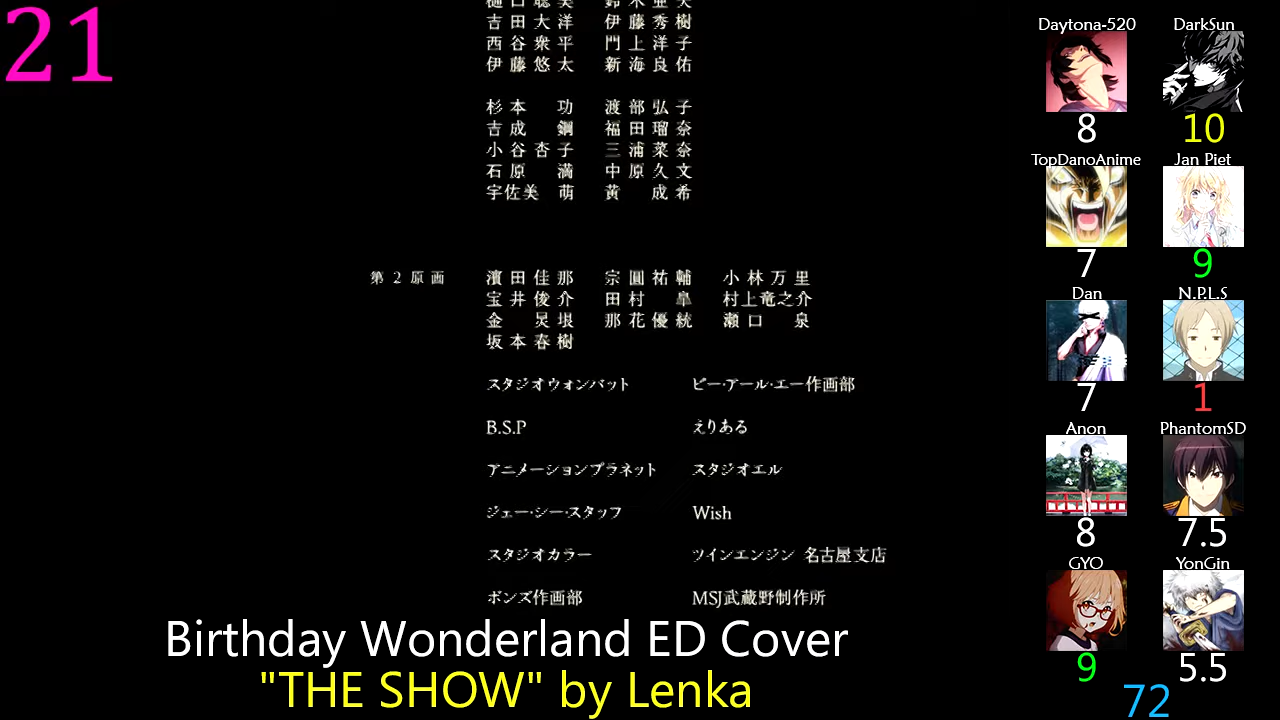 21
吉田大洋 伊藤秀樹
西谷衆平 門上洋子
伊藤悠太 新海良佑
杉本 功 渡部弘子
吉成 鋼 福田瑠奈
小谷杏子 三浦菜奈
石原 満 中原久文
宇佐美 萌 黄 成希
第2原画 濱田佳那 宗圓祐輔 小林万里
宝井俊介 田村 皐 村上竜之介
金 炅垠 那花優統 瀬口 泉
坂本春樹
スタジオウォンバット ビー・アール・エー作画部
B.S.P えりある
アニメーションプラネット スタジオエル
ジェー・シー・スタッフ Wish
スタジオカラー ツインエンジン 名古屋支店
ボンズ作画部 MSJ武蔵野制作所
Birthday Wonderland ED Cover
"THE SHOW" by Lenka
Daytona-520 DarkSun
8 10
TopDanoAnime Jan Piet
7 9
Dan N.P.L.S
7 1
Anon PhantomSD
8 7.5
GYO YonGin
9 5.5
72